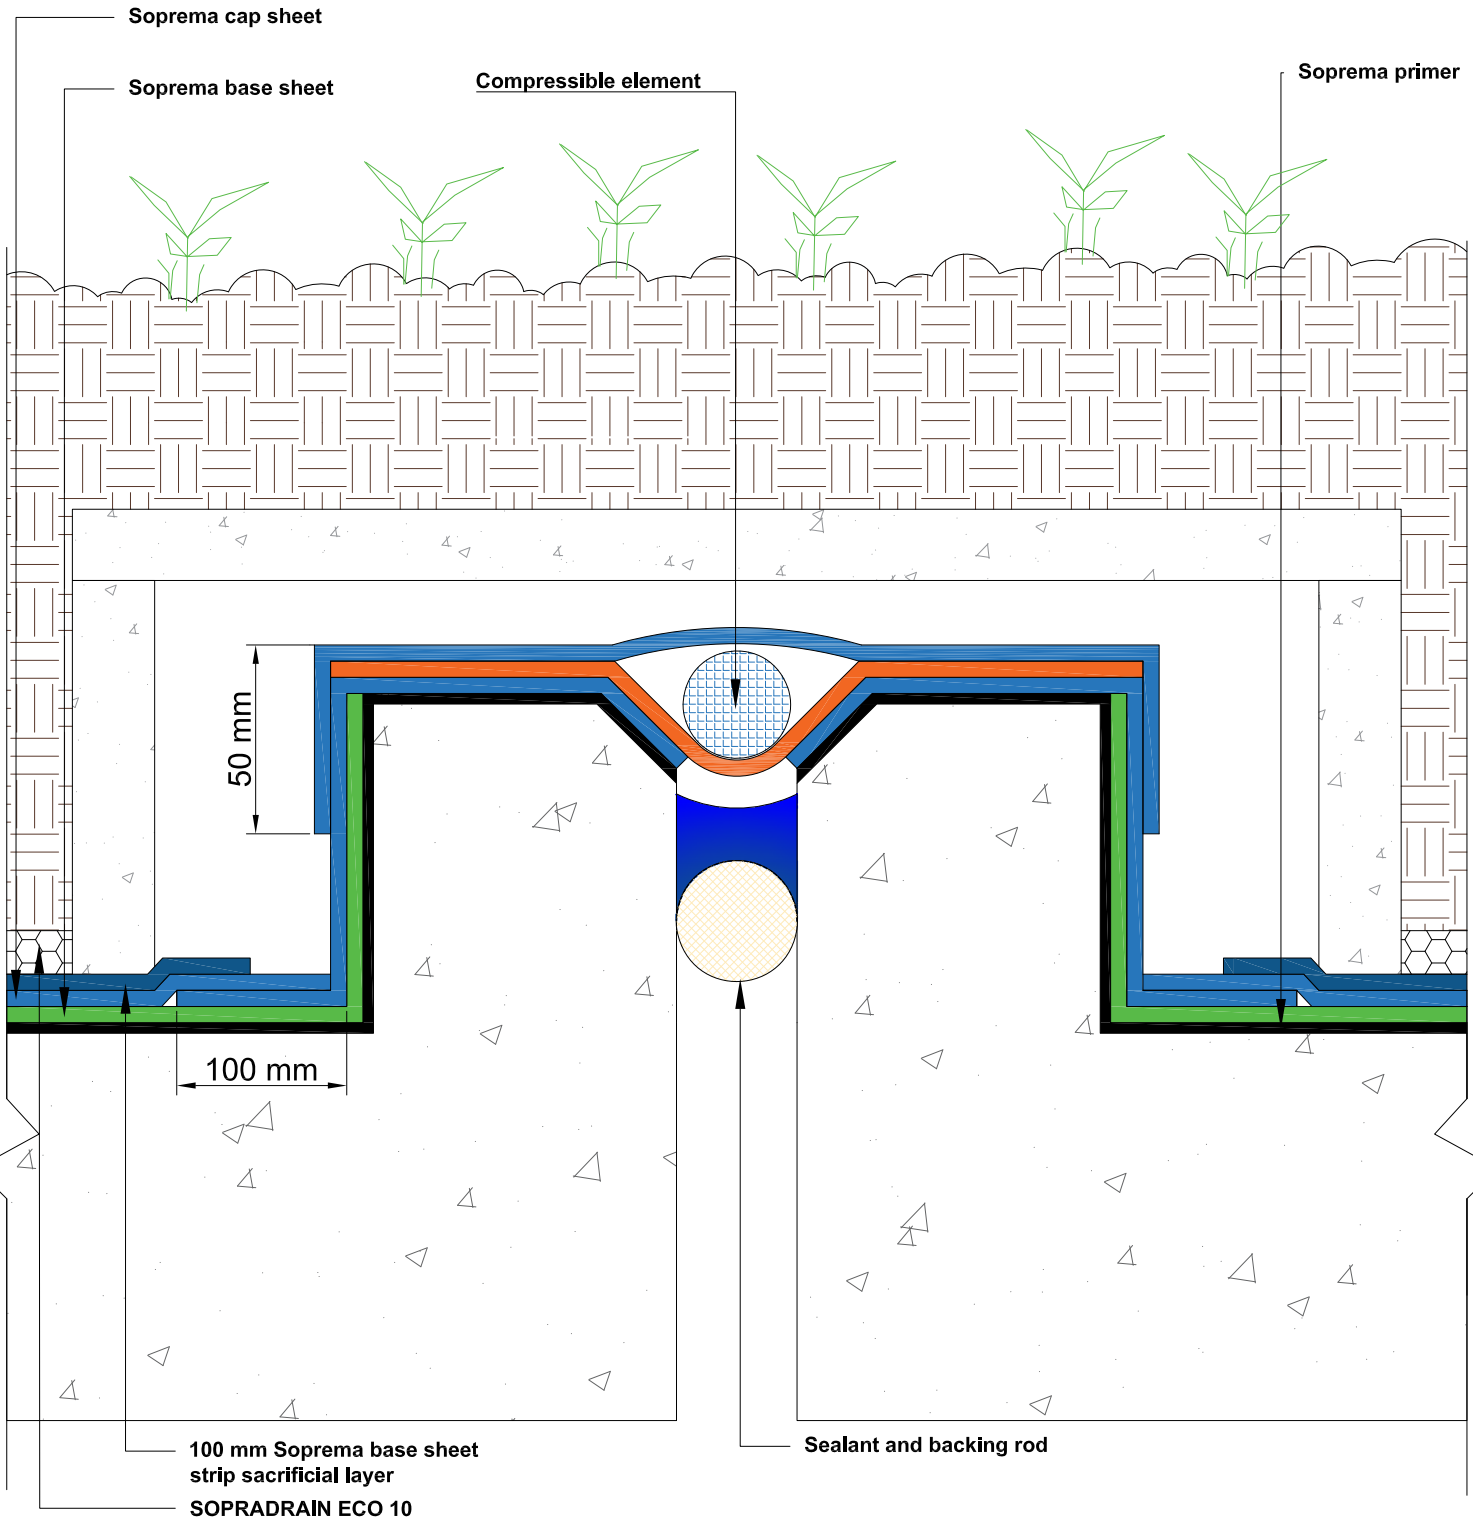 Soprema cap sheet
Soprema primer
Compressible element
Soprema base sheet
50 mm
100 mm
Sealant and backing rod
100 mm Soprema base sheet
strip sacrificial layer
SOPRADRAIN ECO 10